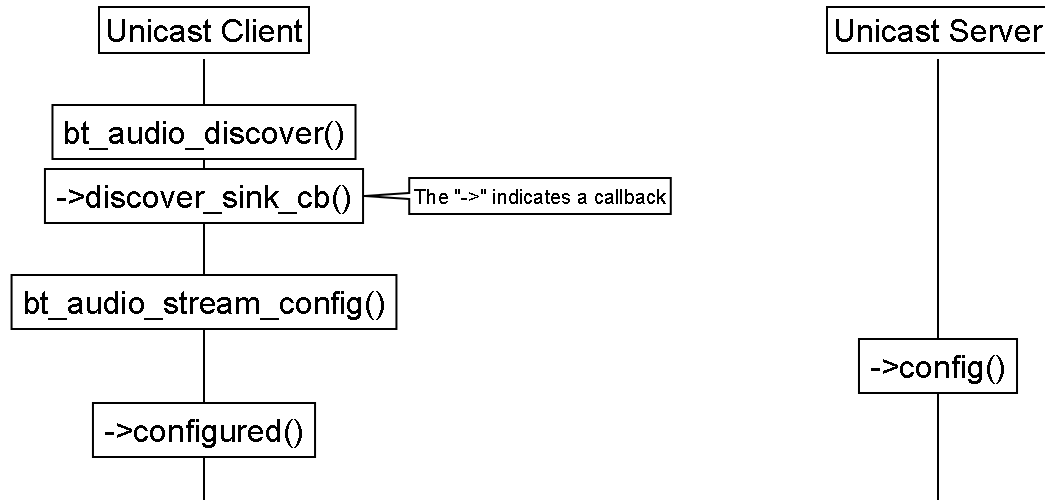 Unicast Client
Unicast Server
bt_audio_discover()
->discover_sink_cb()
The "->" indicates a callback
bt_audio_stream_config()
->config()
->configured()